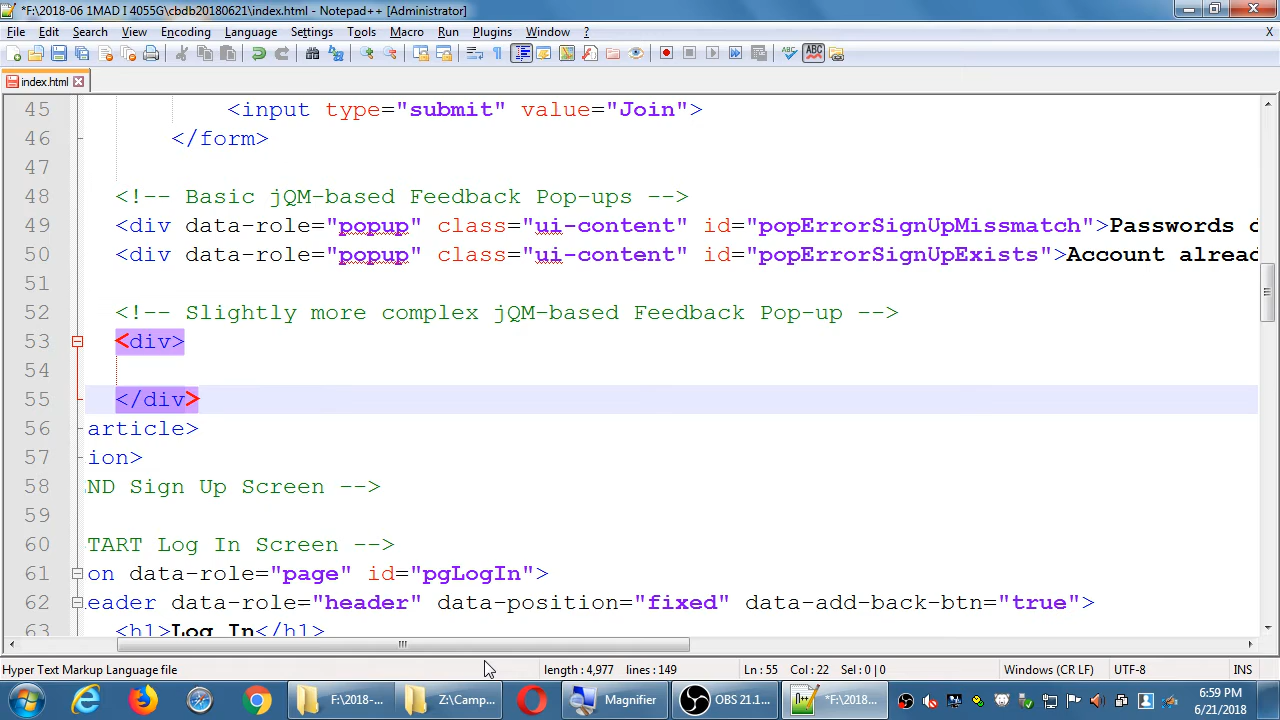 *F:\2018-06 1MAD I 4055G\cbdb20180621\index.html - Notepad++ [Administrator]
File Edit Search View Encoding Language Settings Tools Macro Run Plugins Window ? X
index.html
45 <input type="submit" value="Join">
46 </form>
47
48 <!-- Basic jQM-based Feedback Pop-ups -->
49 <div data-role="popup" class="ui-content" id="popErrorSignUpMissmatch">Passwords d
50 <div data-role="popup" class="ui-content" id="popErrorSignUpExists">Account alread
51
52 <!-- Slightly more complex jQM-based Feedback Pop-up -->
53 <div>
54
55 </div>
56 article>
57 ion>
58 ND Sign Up Screen -->
59
60 TART Log In Screen -->
61 on data-role="page" id="pgLogIn">
62 eader data-role="header" data-position="fixed" data-add-back-btn="true">
63 <h1>Log In</h1>
Hyper Text Markup Language file length : 4,977 lines : 149 Ln : 55 Col : 22 Sel : 0 | 0 Windows (CR LF) UTF-8 INS
F:\2018-... Z:\Camp... Magnifier OBS 21.1... *F:\2018... 6:59 PM
6/21/2018